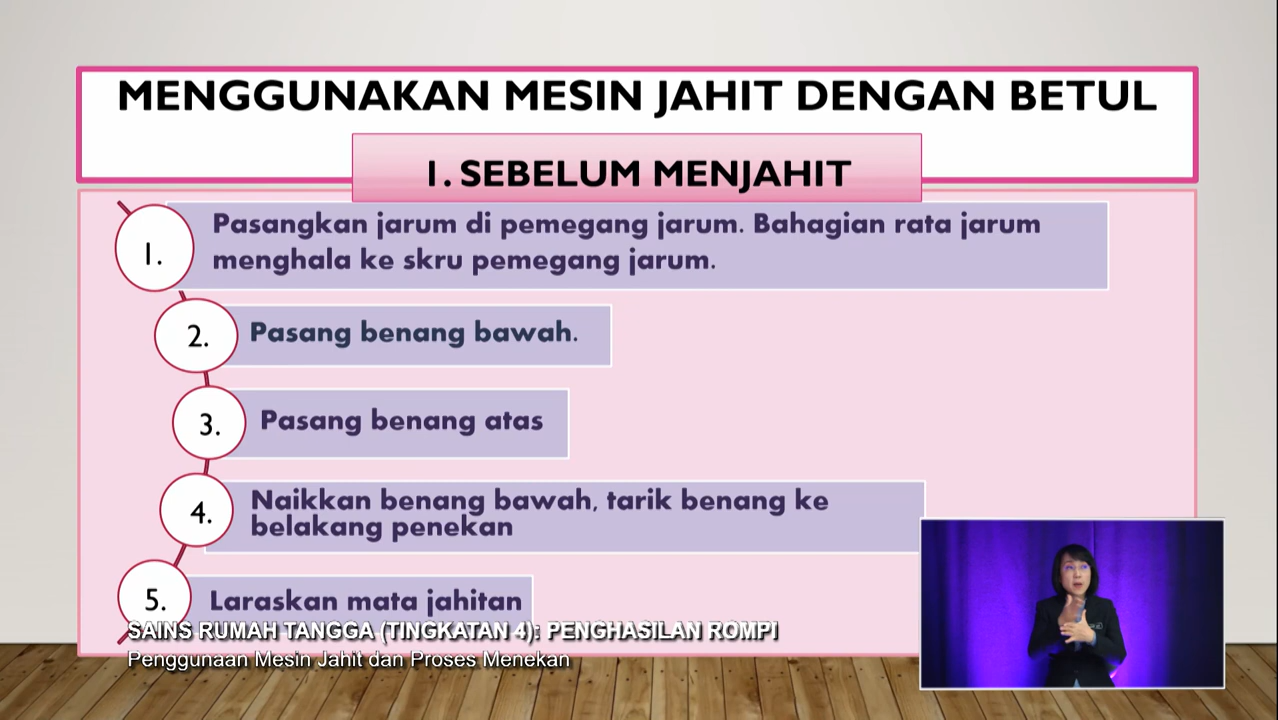 MENGGUNAKAN MESIN JAHIT DENGAN BETUL
1. SEBELUM MENJAHIT
1. Pasangkan jarum di pemegang jarum. Bahagian rata jarum
menghala ke skru pemegang jarum.
2. Pasang benang bawah.
3. Pasang benang atas
4. Naikkan benang bawah, tarik benang ke
belakang penekan
5. Laraskan mata jahitan
SAINS RUMAH TANGGA (TINGKATAN 4): PENGHASILAN ROMPI
Penggunaan Mesin Jahit dan Proses Menekan